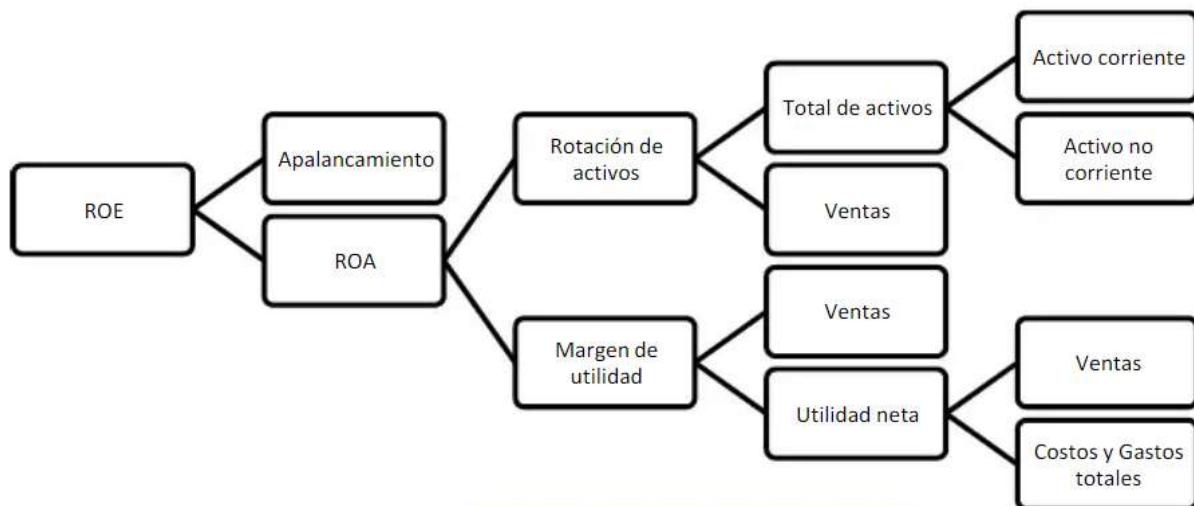 ROE
Apalancamiento
ROA
Rotación de
activos
Margen de
utilidad
Total de activos
Ventas
Ventas
Utilidad neta
Activo corriente
Activo no
corriente
Ventas
Costos y Gastos
totales